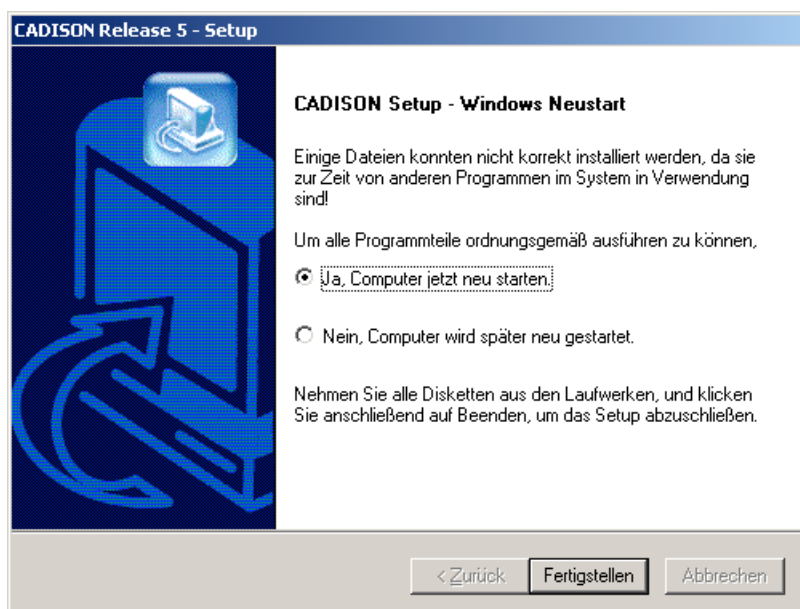 CADISON Release 5 - Setup
CADISON Setup - Windows Neustart
Einige Dateien konnten nicht korrekt installiert werden, da sie
zur Zeit von anderen Programmen im System in Verwendung
sind!
Um alle Programmteile ordnungsgemäß ausführen zu können,
Ja, Computer jetzt neu starten.
Nein, Computer wird später neu gestartet.
Nehmen Sie alle Disketten aus den Laufwerken, und klicken
Sie anschließend auf Beenden, um das Setup abzuschließen.
< Zurück Fertigstellen Abbrechen